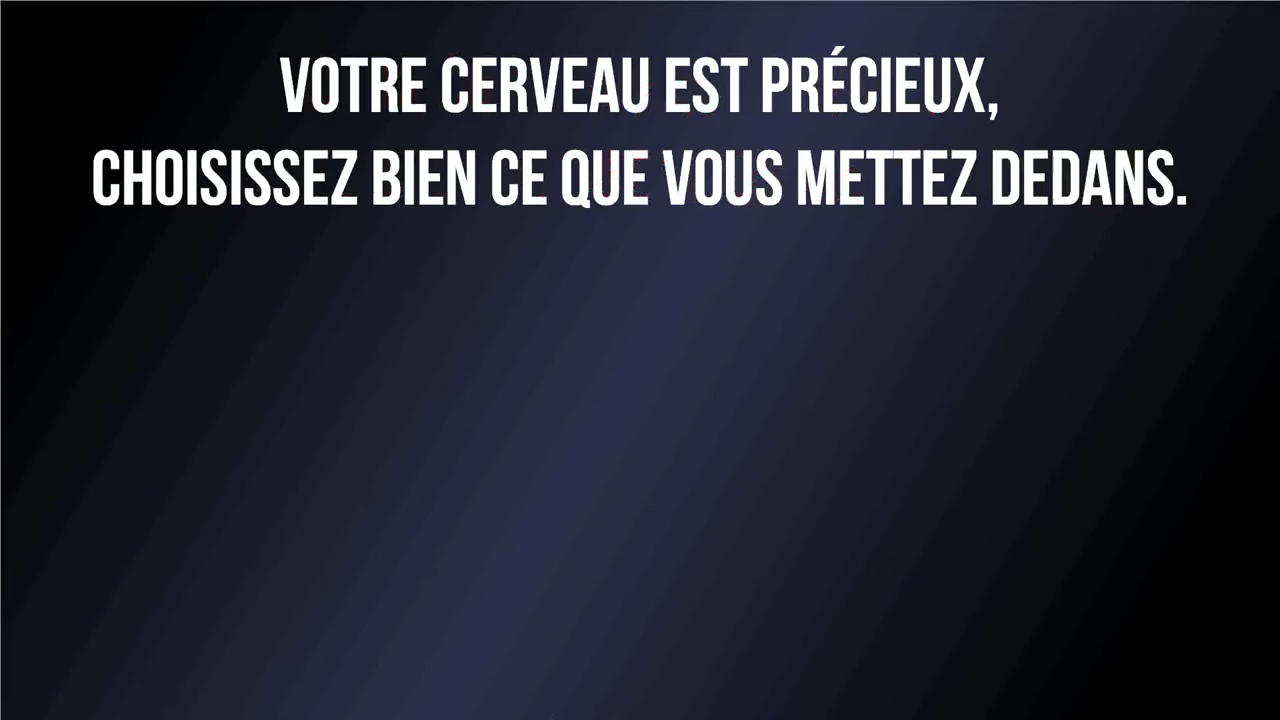 VOTRE CERVEAU EST PRÉCIEUX,
CHOISISSEZ BIEN CE QUE VOUS METTEZ DEDANS.